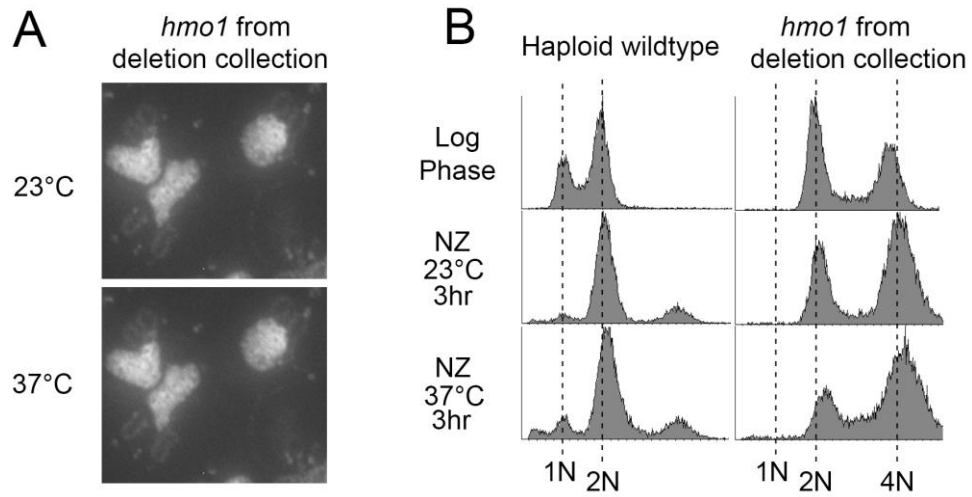 A
hmo1 from
deletion collection
23°C
37°C
B
Haploid wildtype
hmo1 from
deletion collection
Log
Phase
NZ
23°C
3hr
NZ
37°C
3hr
1N
2N
1N
2N
4N